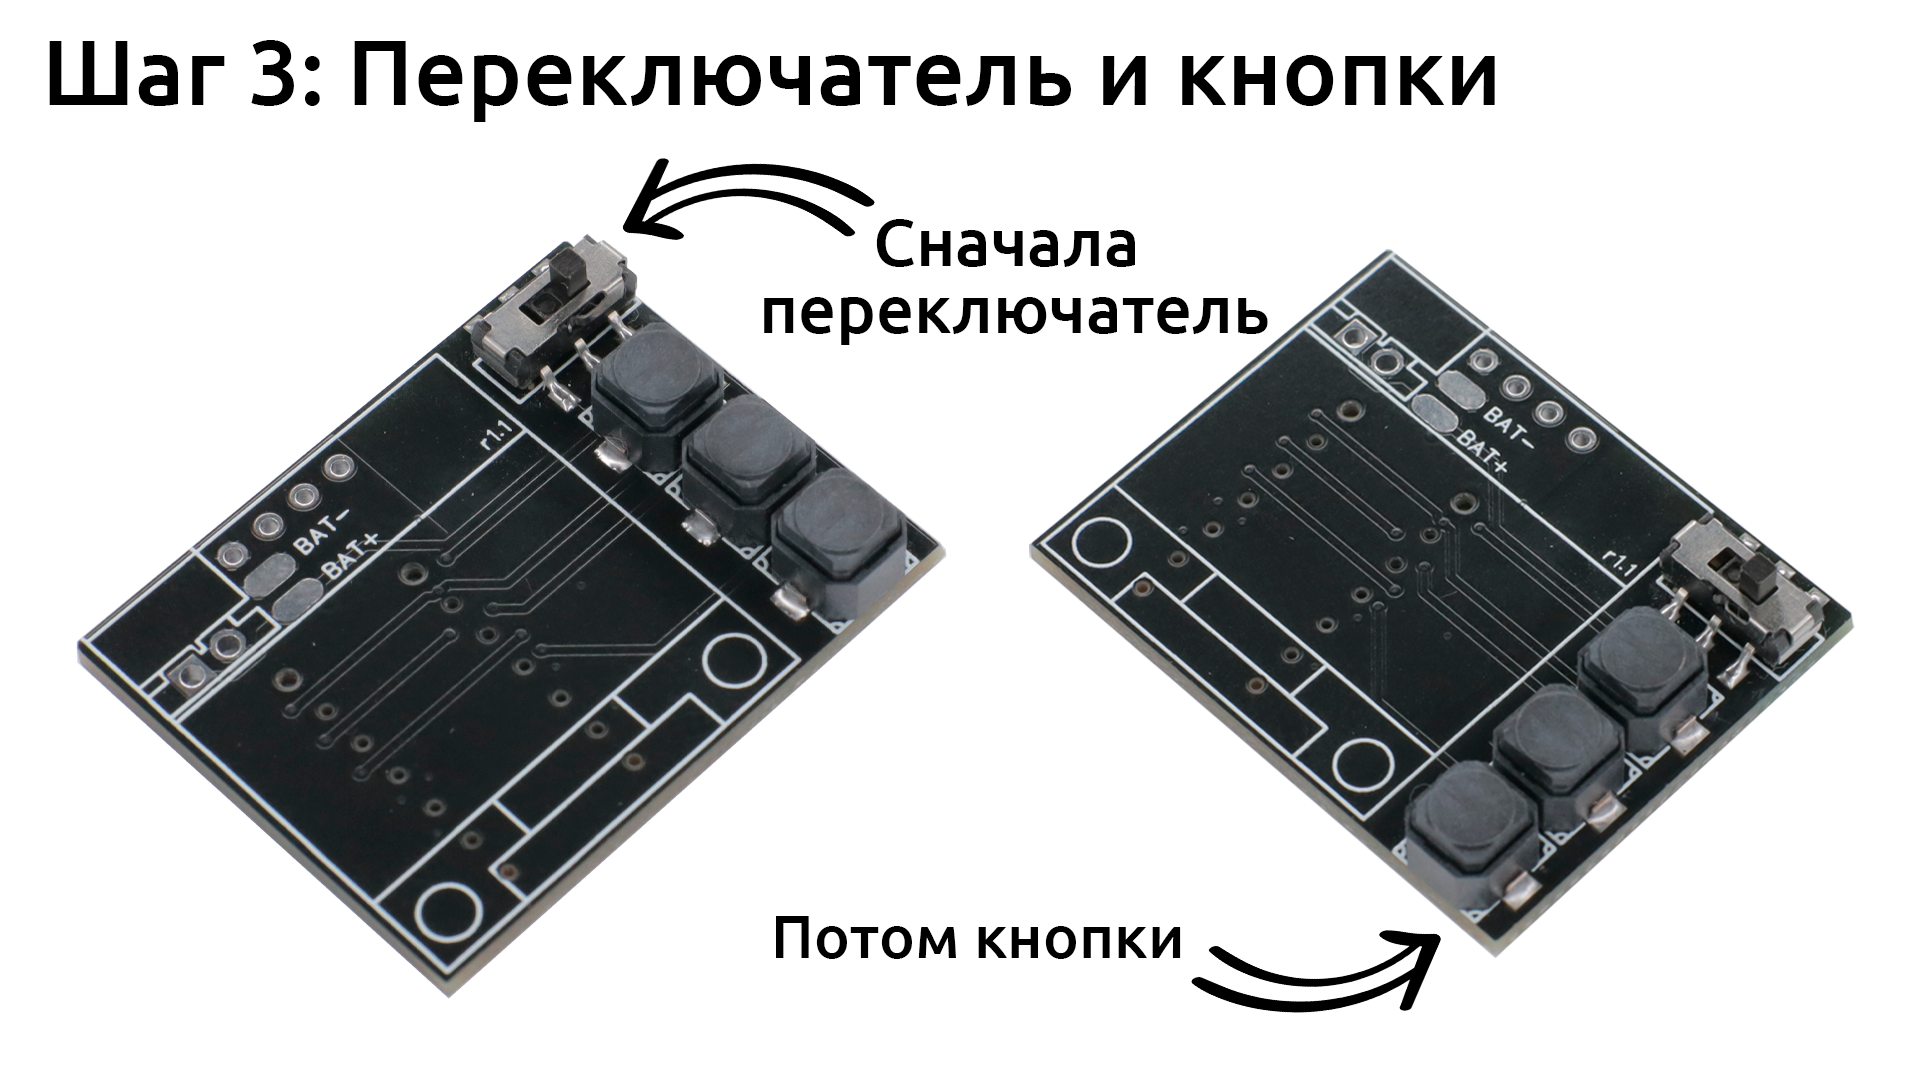 Шаг 3: Переключатель и кнопки
Сначала
переключатель
r1.1
BAT-
BAT+
BAT-
BAT+
r1.1
Потом кнопки